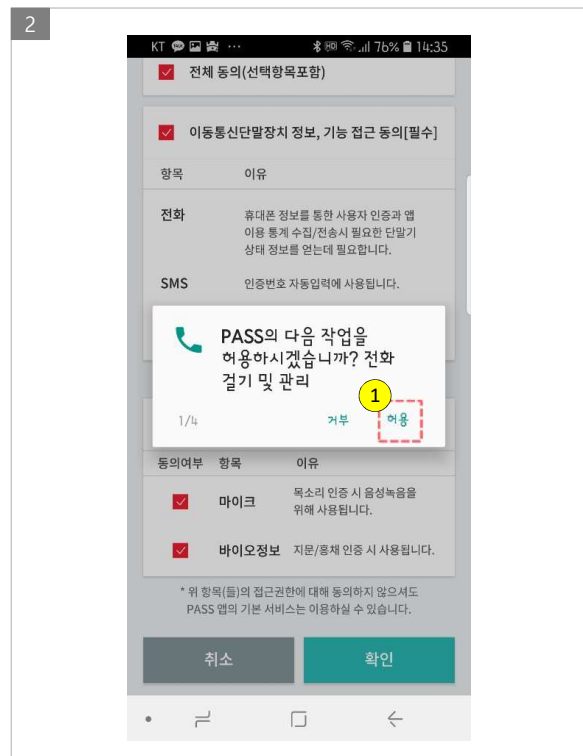 2
KT ··· 76% 14:35
전체 동의(선택항목포함)
이동통신단말장치 정보, 기능 접근 동의[필수]
항목 이유
전화 휴대폰 정보를 통한 사용자 인증과 앱
이용 통계 수집/전송시 필요한 단말기
상태 정보를 얻는데 필요합니다.
SMS 인증번호 자동입력에 사용됩니다.
PASS의 다음 작업을
허용하시겠습니까? 전화
걸기 및 관리
1
1/4 거부 허용
동의여부 항목 이유
마이크 목소리 인증 시 음성녹음을
위해 사용됩니다.
바이오정보 지문/홍채 인증 시 사용됩니다.
* 위 항목(들)의 접근권한에 대해 동의하지 않으셔도
PASS 앱의 기본 서비스는 이용하실 수 있습니다.
취소 확인